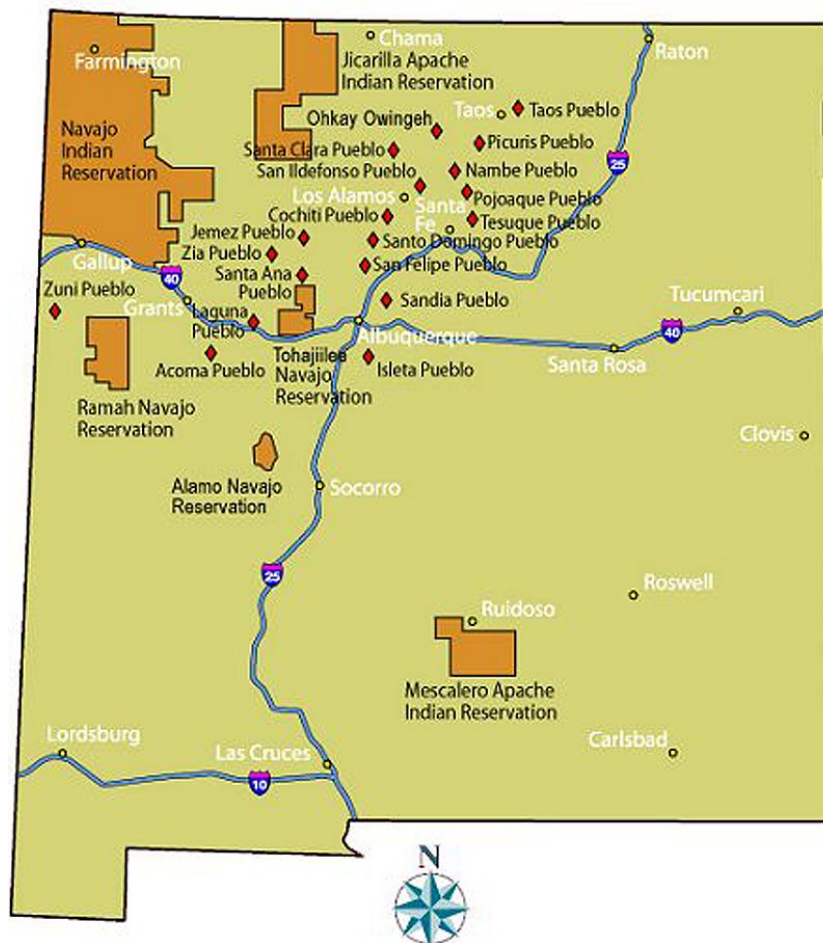 Chama
Raton
Farmington
Jicarilla Apache
Indian Reservation
Taos
Taos Pueblo
Ohkay Owingeh
Navajo
Indian
Reservation
Picuris Pueblo
Santa Clara Pueblo
25
San Ildefonso Pueblo
Nambe Pueblo
Los Alamos
Pojoaque Pueblo
Cochiti Pueblo
Santa
Fe
Tesuque Pueblo
Jemez Pueblo
Santo Domingo Pueblo
Zia Pueblo
Gallup
San Felipe Pueblo
40
Santa Ana
Pueblo
Zuni Pueblo
Grants
Sandia Pueblo
Tucumcari
Laguna
Pueblo
Albuquerque
40
Tohajiilee
Navajo
Reservation
Acoma Pueblo
Isleta Pueblo
Santa Rosa
Ramah Navajo
Reservation
Clovis
Alamo Navajo
Reservation
Socorro
25
Roswell
Ruidoso
Mescalero Apache
Indian Reservation
Lordsburg
Las Cruces
Carlsbad
10
N